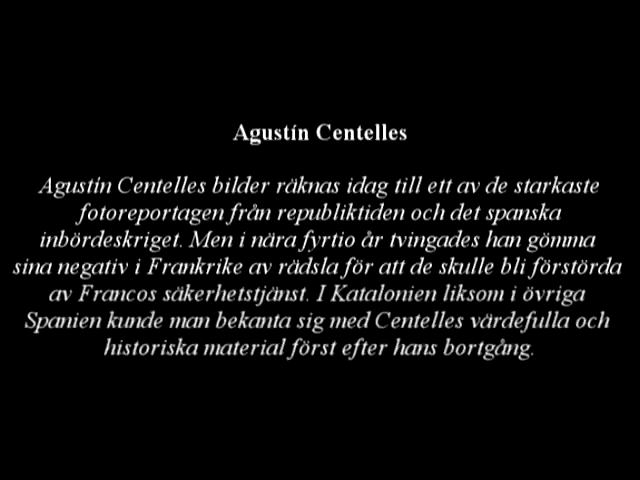 Agustín Centelles
Agustín Centelles bilder räknas idag till ett av de starkaste
fotoreportagen från republiktiden och det spanska
inbördeskriget. Men i nära fyrtio år tvingades han gömma
sina negativ i Frankrike av rädsla för att de skulle bli förstörda
av Francos säkerhetstjänst. I Katalonien liksom i övriga
Spanien kunde man bekanta sig med Centelles värdefulla och
historiska material först efter hans bortgång.